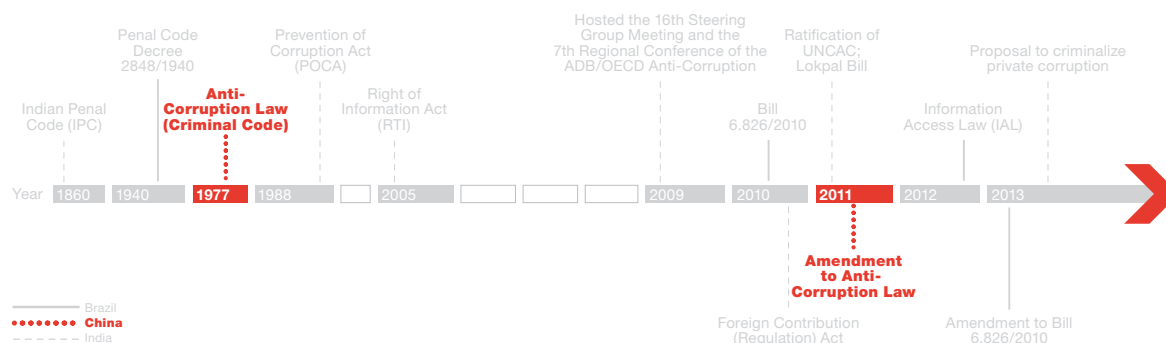 Hosted the 16th Steering
Group Meeting and the
7th Regional Conference of the
ADB/OECD Anti-Corruption
Penal Code
Decree
2848/1940
Prevention of
Corruption Act
(POCA)
Ratification of
UNCAC;
Lokpal Bill
Proposal to criminalize
private corruption
Indian Penal
Code (IPC)
Anti-
Corruption Law
(Criminal Code)
Right of
Information Act
(RTI)
Bill
6.826/2010
Information
Access Law (IAL)
Year 1860 1940 1977 1988 2005 2009 2010 2011 2012 2013
Amendment
to Anti-
Corruption Law
Foreign Contribution
(Regulation) Act
Amendment to Bill
6.826/2010
Brazil
China
India